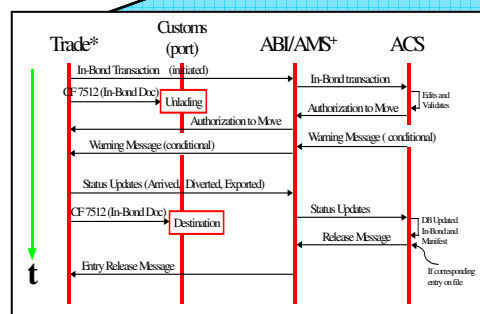 Trade*
Customs
(port)
ABI/AMS+
ACS
In-Bond Transaction (initiated)
In-Bond transaction
CF 7512 (In-Bond Doc)
Unlading
Edits and
Validates
Authorization to Move
Authorization to Move
Warning Message ( conditional)
Warning Message (conditional)
Status Updates (Arrived, Diverted, Exported)
CF 7512 (In-Bond Doc)
Destination
Status Updates
DB Updated
In-Bond and
Manifest
Release Message
Entry Release Message
If corresponding
entry on file
t